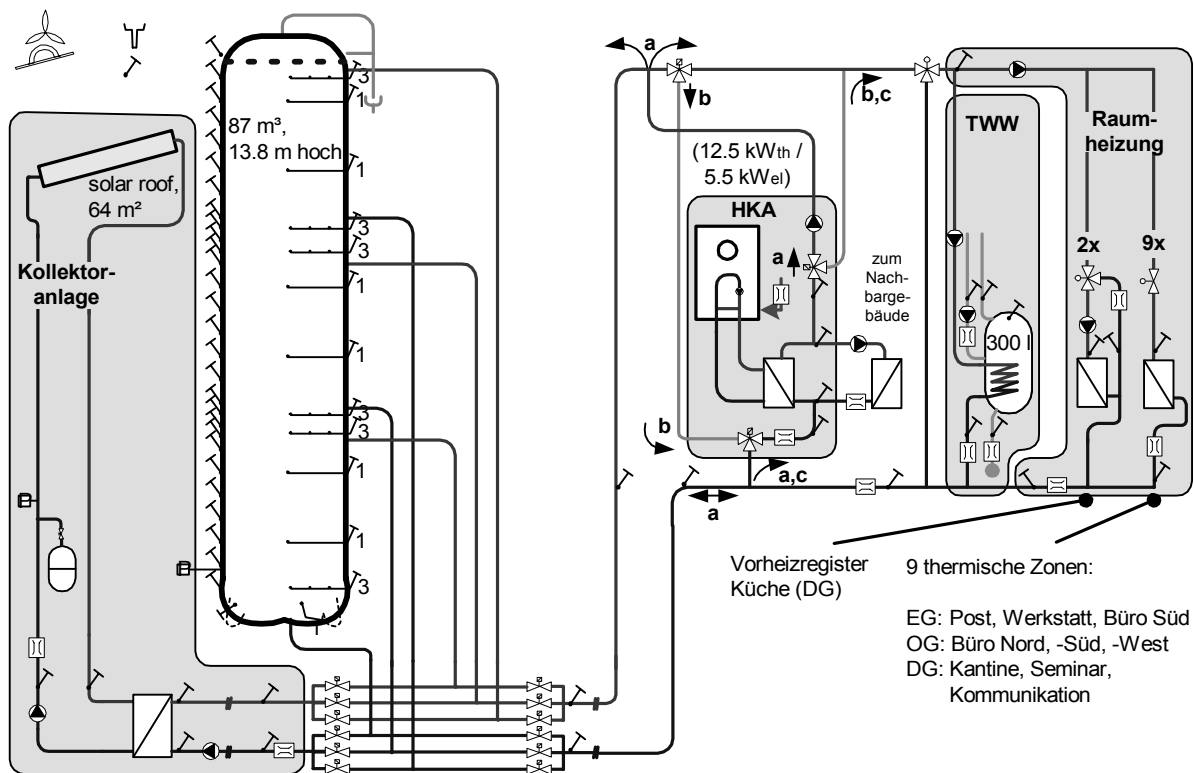 87 m³,
13.8 m hoch
3
1
1
3
3
1
1
3
3
1
1
3
solar roof,
64 m²
Kollektor-
anlage
a
b
b,c
(12.5 kWth /
5.5 kWel)
HKA
a
zum
Nach-
barge-
bäude
b
a,c
a
TWW
300 l
Raum-
heizung
2x
9x
Vorheizregister
Küche (DG)
9 thermische Zonen:
EG: Post, Werkstatt, Büro Süd
OG: Büro Nord, -Süd, -West
DG: Kantine, Seminar,
Kommunikation